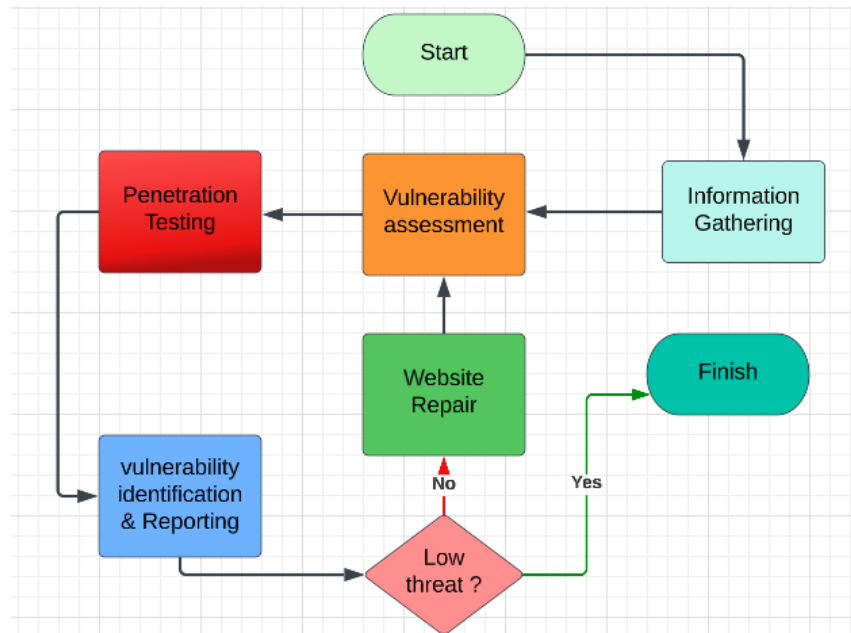 Start
Information
Gathering
Vulnerability
assessment
Penetration
Testing
vulnerability
identification
& Reporting
Low
threat ?
No
Website
Repair
Yes
Finish